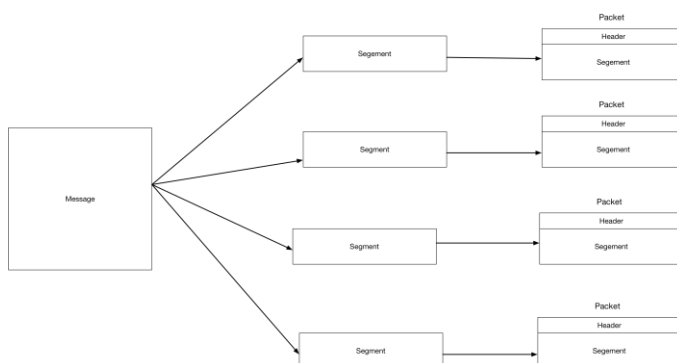 Packet
Header
Segement
Segement
Packet
Header
Segment
Segement
Message
Packet
Header
Segment
Segement
Packet
Header
Segment
Segement